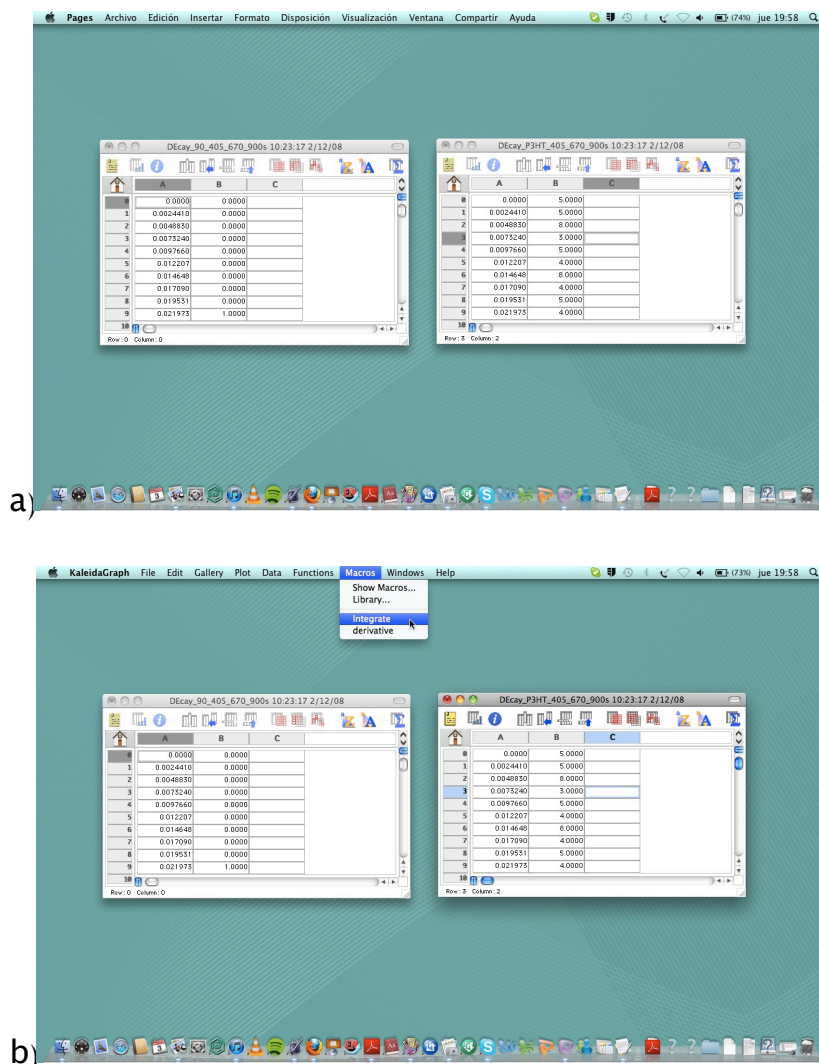 Pages Archivo Edición Insertar Formato Disposición Visualización Ventana Compartir Ayuda (74%) jue 19:58
DEcay_90_405_670_900s 10:23:17 2/12/08
A B C
0 0.0000 0.0000
1 0.0024410 0.0000
2 0.0048830 0.0000
3 0.0073240 0.0000
4 0.0097660 0.0000
5 0.012207 0.0000
6 0.014648 0.0000
7 0.017090 0.0000
8 0.019531 0.0000
9 0.021973 1.0000
10
Row: 0 Column: 0
DEcay_P3HT_405_670_900s 10:23:17 2/12/08
A B C
0 0.0000 5.0000
1 0.0024410 5.0000
2 0.0048830 8.0000
3 0.0073240 3.0000
4 0.0097660 5.0000
5 0.012207 4.0000
6 0.014648 8.0000
7 0.017090 4.0000
8 0.019531 5.0000
9 0.021973 4.0000
10
Row: 3 Column: 2
a)
KaleidaGraph File Edit Gallery Plot Data Functions Macros Windows Help (73%) jue 19:58
Show Macros...
Library...
Integrate
derivative
DEcay_90_405_670_900s 10:23:17 2/12/08
A B C
0 0.0000 0.0000
1 0.0024410 0.0000
2 0.0048830 0.0000
3 0.0073240 0.0000
4 0.0097660 0.0000
5 0.012207 0.0000
6 0.014648 0.0000
7 0.017090 0.0000
8 0.019531 0.0000
9 0.021973 1.0000
10
Row: 0 Column: 0
DEcay_P3HT_405_670_900s 10:23:17 2/12/08
A B C
0 0.0000 5.0000
1 0.0024410 5.0000
2 0.0048830 8.0000
3 0.0073240 3.0000
4 0.0097660 5.0000
5 0.012207 4.0000
6 0.014648 8.0000
7 0.017090 4.0000
8 0.019531 5.0000
9 0.021973 4.0000
10
Row: 3 Column: 2
b)